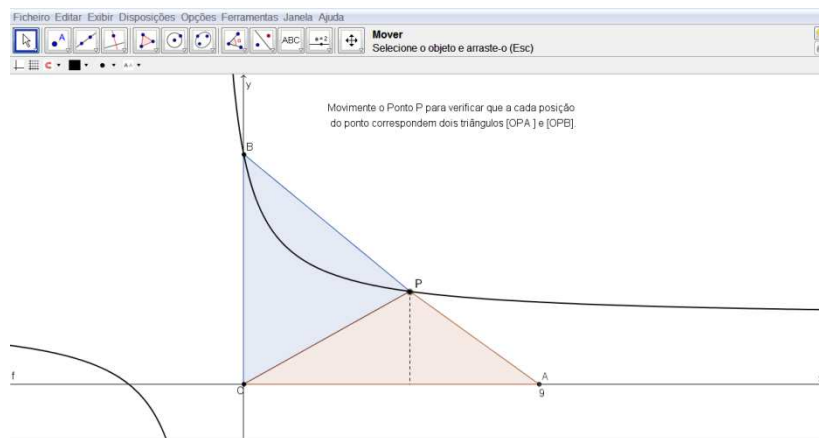 Ficheiro Editar Exibir Disposições Opções Ferramentas Janela Ajuda
ABC
a=2
Mover
Selecione o objeto e arraste-o (Esc)
y
Movimente o Ponto P para verificar que a cada posição
do ponto correspondem dois triângulos [OPA ] e [OPB].
B
P
f
A
O
9